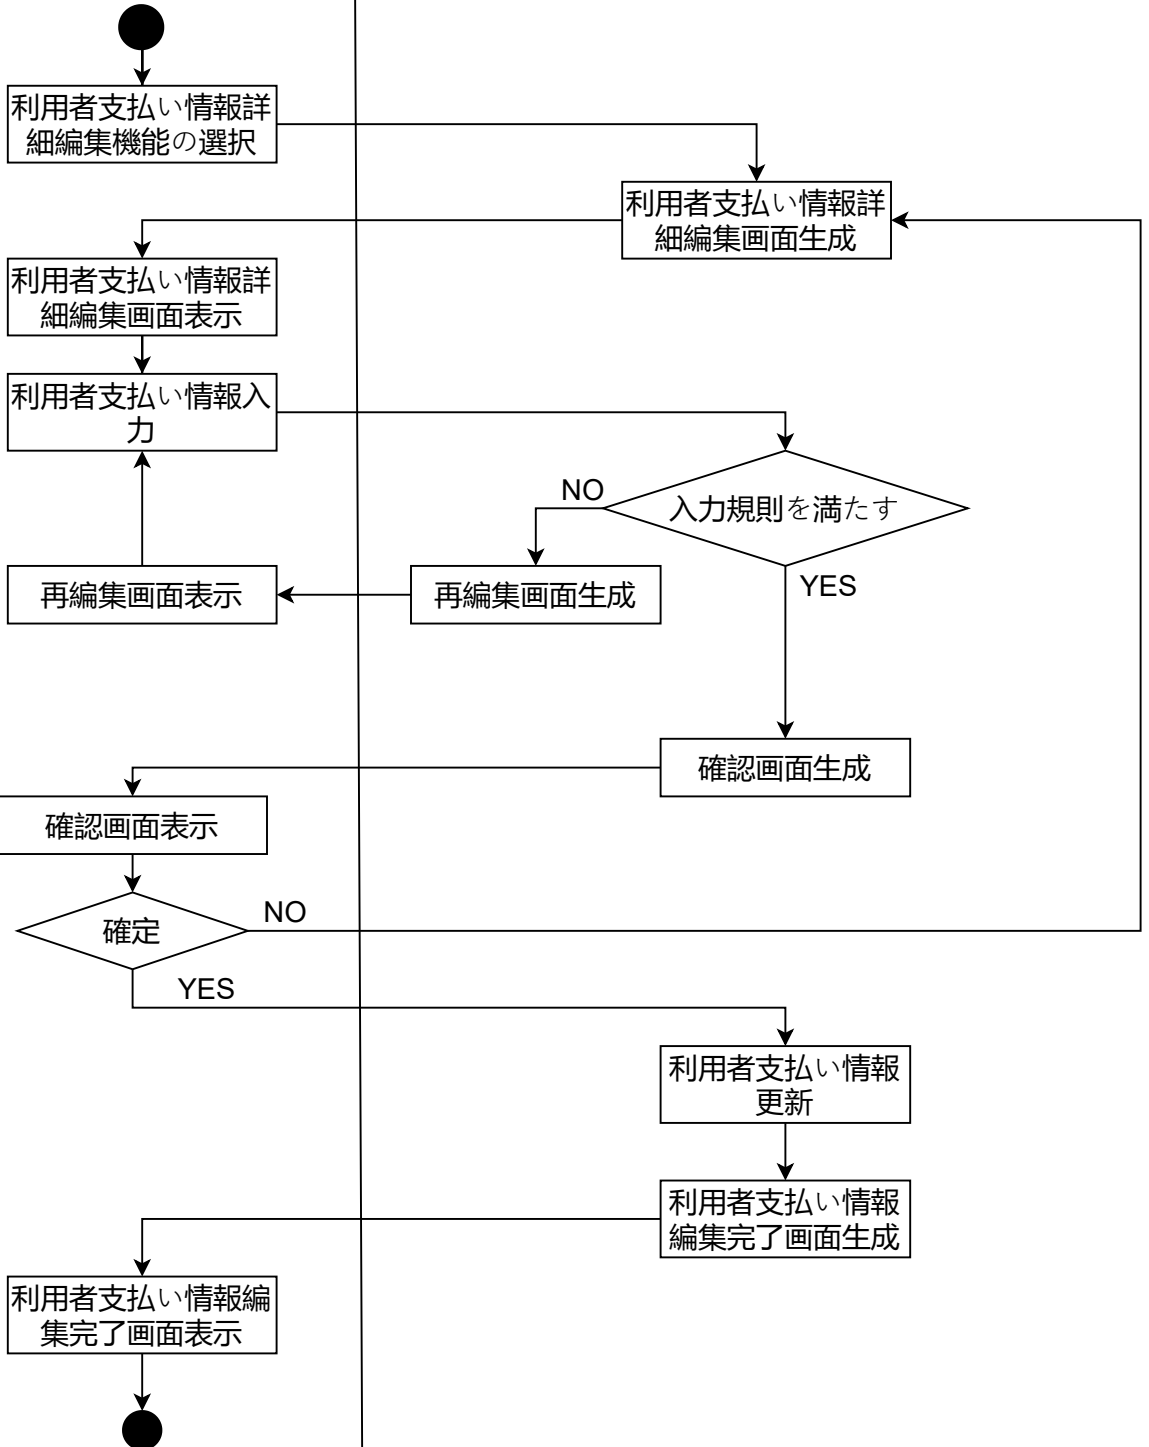 利用者支払い情報詳
細編集機能の選択
利用者支払い情報詳
細編集画面生成
利用者支払い情報詳
細編集画面表示
利用者支払い情報入
力
NO
入力規則を満たす
YES
再編集画面表示
再編集画面生成
確認画面生成
確認画面表示
確定
NO
YES
利用者支払い情報
更新
利用者支払い情報
編集完了画面生成
利用者支払い情報編
集完了画面表示